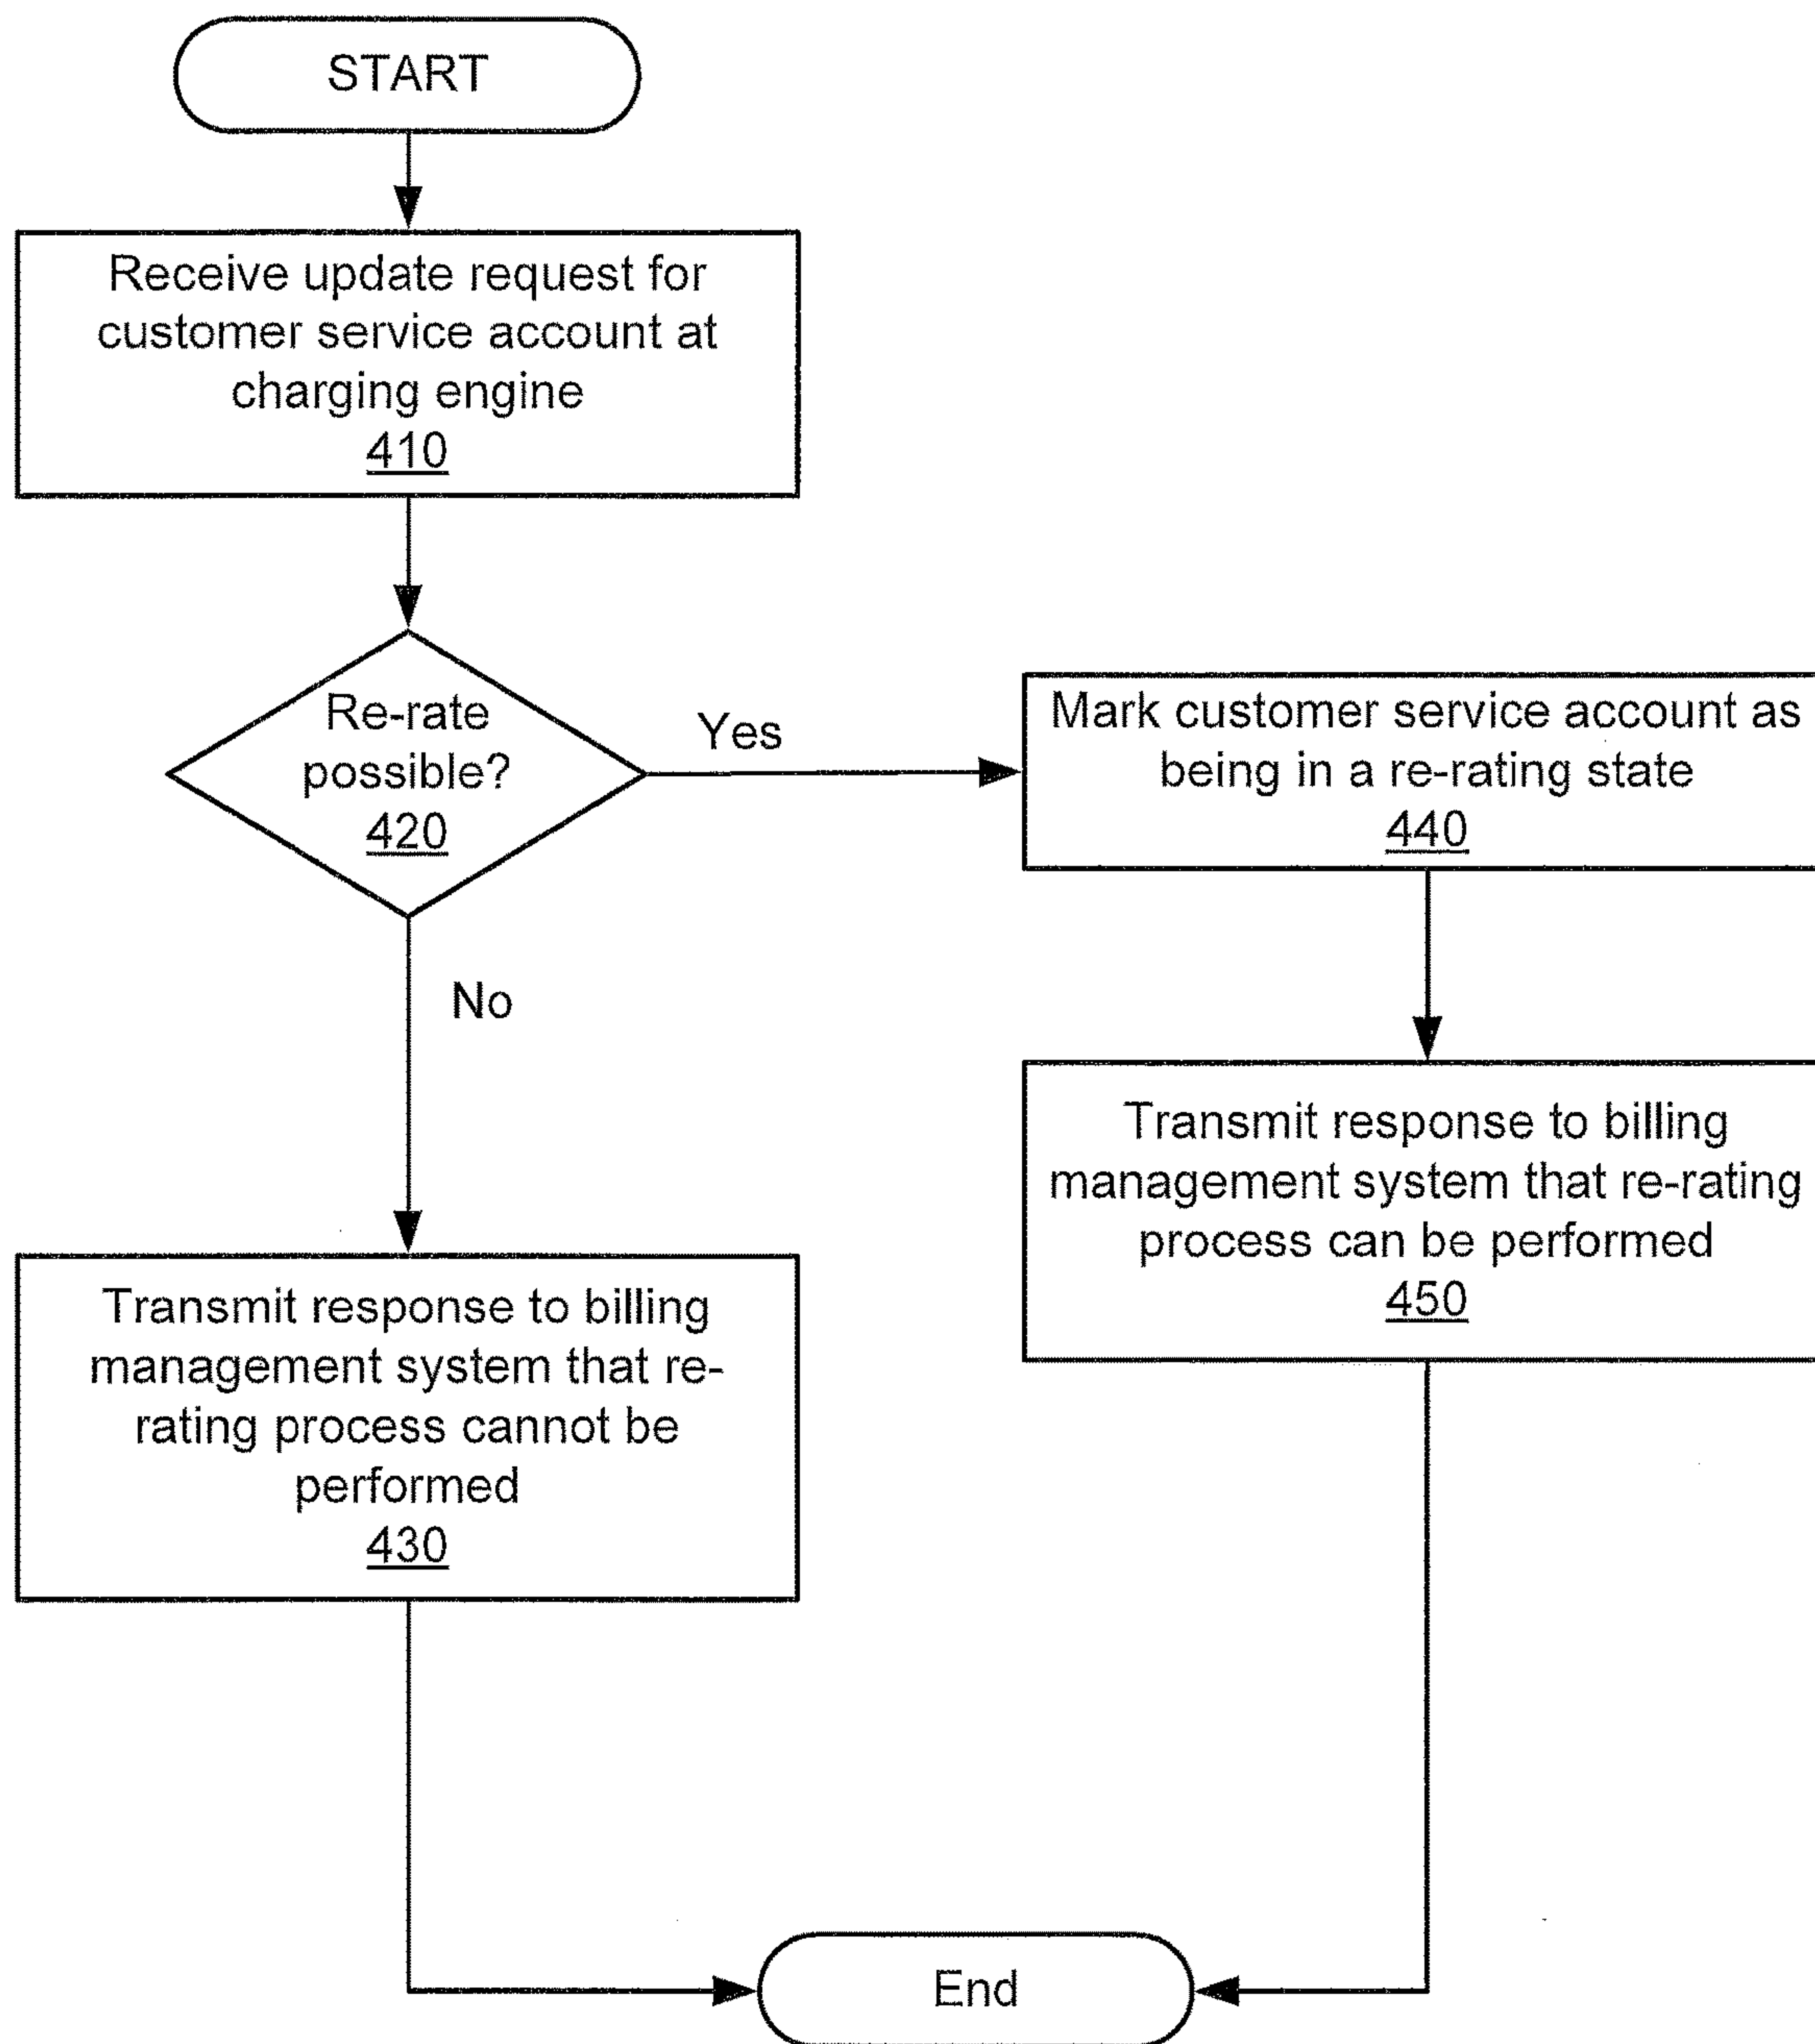 START
Receive update request for
customer service account at
charging engine
410
Re-rate
possible?
420
Yes
No
Mark customer service account as
being in a re-rating state
440
Transmit response to billing
management system that re-rating
process can be performed
450
Transmit response to billing
management system that re-
rating process cannot be
performed
430
End